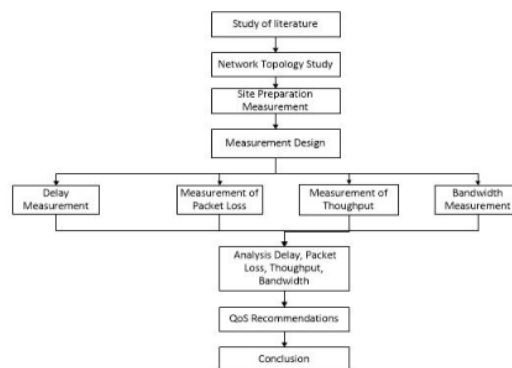 Study of literature
Network Topology Study
Site Preparation
Measurement
Measurement Design
Delay
Measurement
Measurement of
Packet Loss
Measurement of
Thoughput
Bandwidth
Measurement
Analysis Delay, Packet
Loss, Thoughput,
Bandwidth
QoS Recommendations
Conclusion